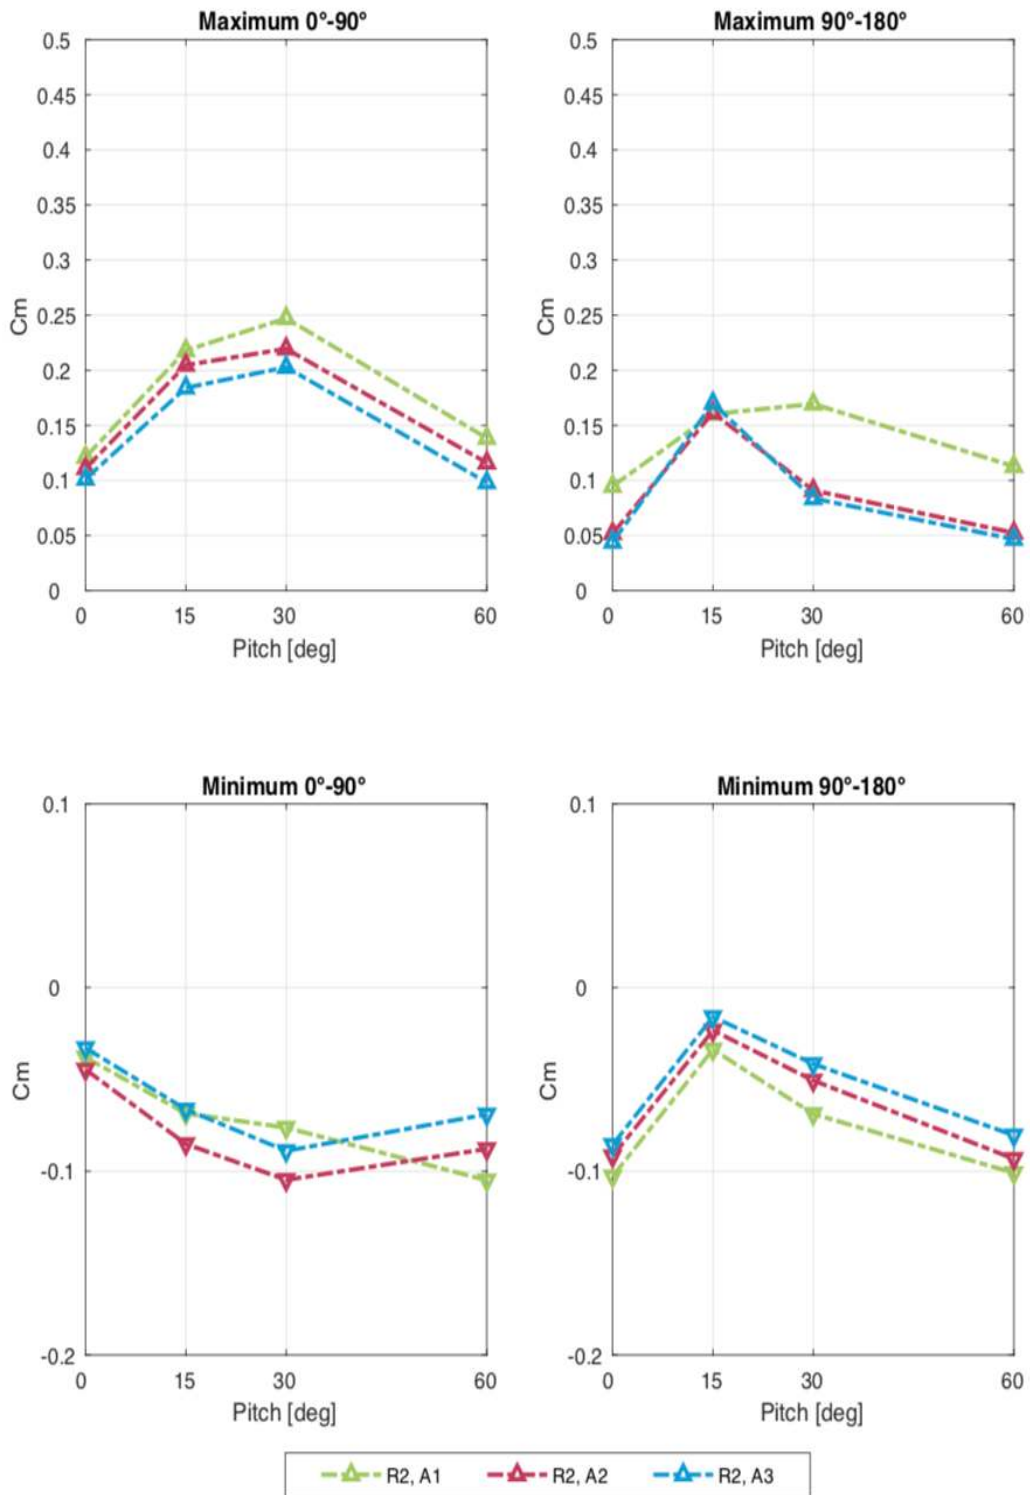 Maximum 0°-90°
0.5
0.45
0.4
0.35
0.3
0.25
0.2
0.15
0.1
0.05
0
Cm
0 15 30 60
Pitch [deg]
Maximum 90°-180°
0.5
0.45
0.4
0.35
0.3
0.25
0.2
0.15
0.1
0.05
0
Cm
0 15 30 60
Pitch [deg]
Minimum 0°-90°
0.1
0
-0.1
-0.2
Cm
0 15 30 60
Pitch [deg]
Minimum 90°-180°
0.1
0
-0.1
-0.2
Cm
0 15 30 60
Pitch [deg]
R2, A1 R2, A2 R2, A3